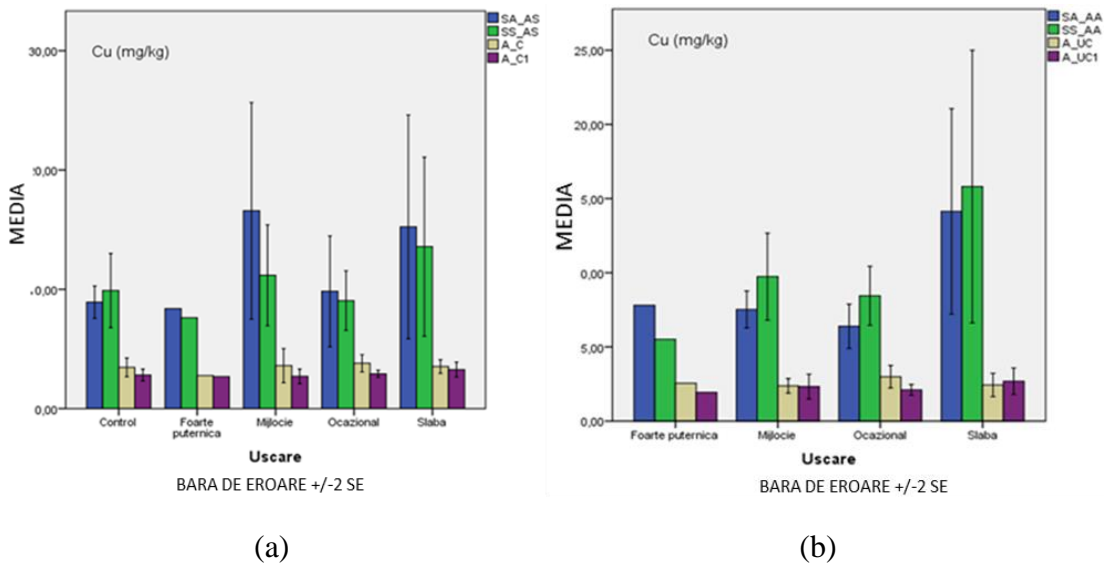 SA_AS
SS_AS
A_C
A_C1
Cu (mg/kg)
30,00
0,00
MEDIA
Control
Foarte puternica
Mijlocie
Ocazional
Slaba
Uscare
BARA DE EROARE +/-2 SE
(a)
SA_AA
SS_AA
A_UC
A_UC1
Cu (mg/kg)
25,00
20,00
5,00
0,00
5,00
0,00
MEDIA
Foarte puternica
Mijlocie
Ocazional
Slaba
Uscare
BARA DE EROARE +/-2 SE
(b)